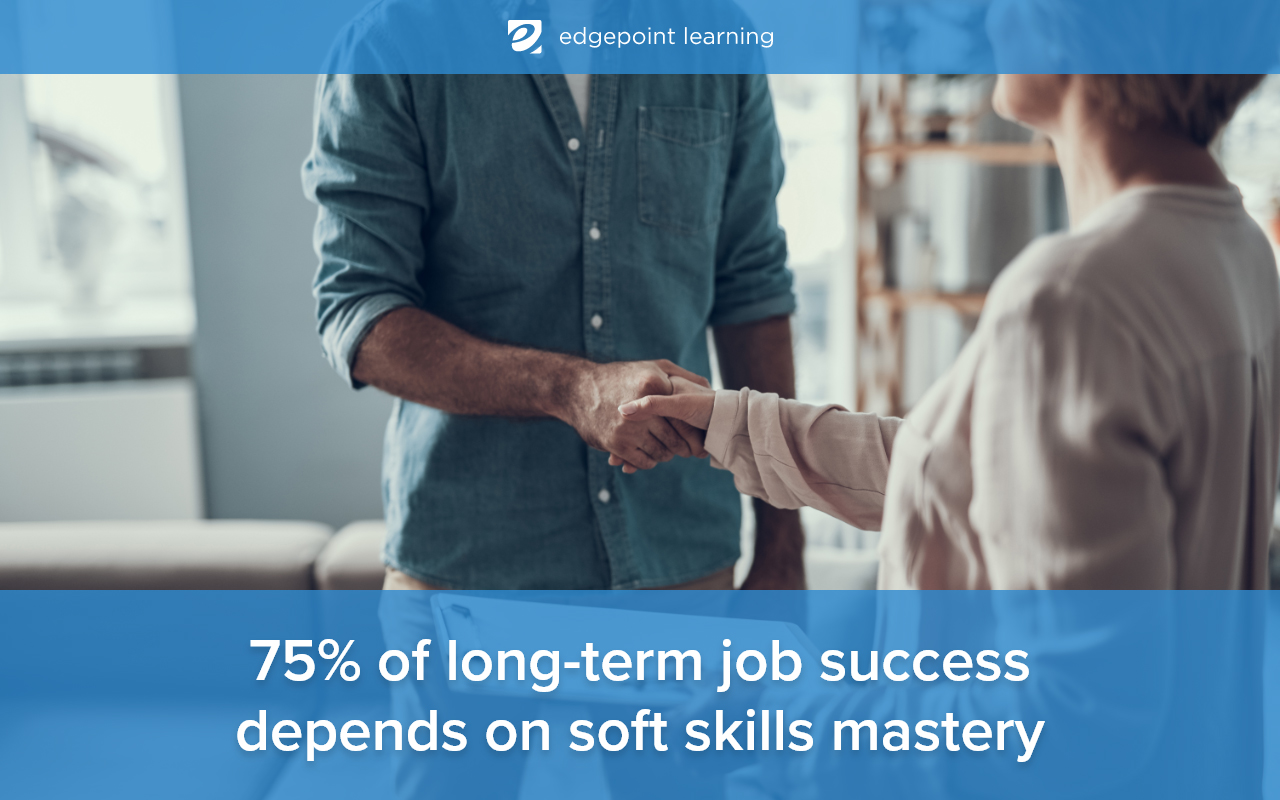 edgepoint learning
75% of long-term job success
depends on soft skills mastery